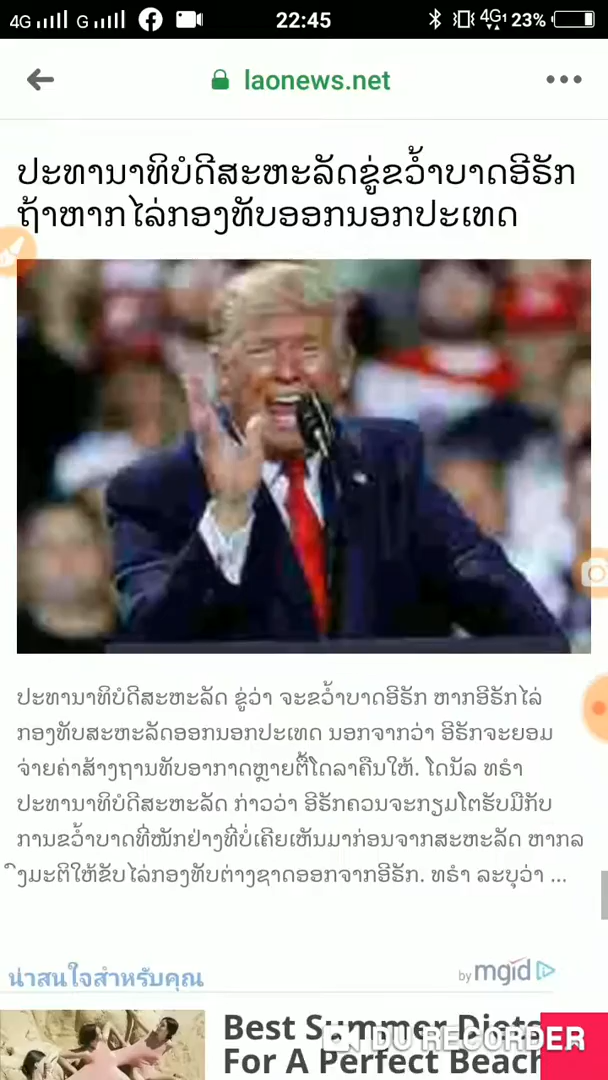 4G G 22:45 4G 1 23%
laonews.net
ປະທານາທິບໍດີສະຫະລັດຂູ່ຂວ້ຳບາດອີຣັກ
ຖ້າຫາກໄລ່ກອງທັບອອກນອກປະເທດ
ປະທານາທິບໍດີສະຫະລັດ ຂູ່ວ່າ ຈະຂວ້ຳບາດອີຣັກ ຫາກອີຣັກໄລ່
ກອງທັບສະຫະລັດອອກນອກປະເທດ ນອກຈາກວ່າ ອີຣັກຈະຍອມ
ຈ່າຍຄ່າສ້າງຖານທັບອາກາດຫຼາຍຕື້ໂດລາຄືນໃຫ້. ໂດນັລ ທຣຳ
ປະທານາທິບໍດີສະຫະລັດ ກ່າວວ່າ ອີຣັກຄວນຈະກຽມໂຕຮັບມືກັບ
ການຂວ້ຳບາດທີ່ໜັກຢ່າງທີ່ບໍ່ເຄີຍເຫັນມາກ່ອນຈາກສະຫະລັດ ຫາກລ
ົງມະຕິໃຫ້ຂັບໄລ່ກອງທັບຕ່າງຊາດອອກຈາກອີຣັກ. ທຣຳ ລະບຸວ່າ ...
น่าสนใจสำหรับคุณ
by mgid
Best Summer Diets
For A Perfect Beach
DU RECORDER